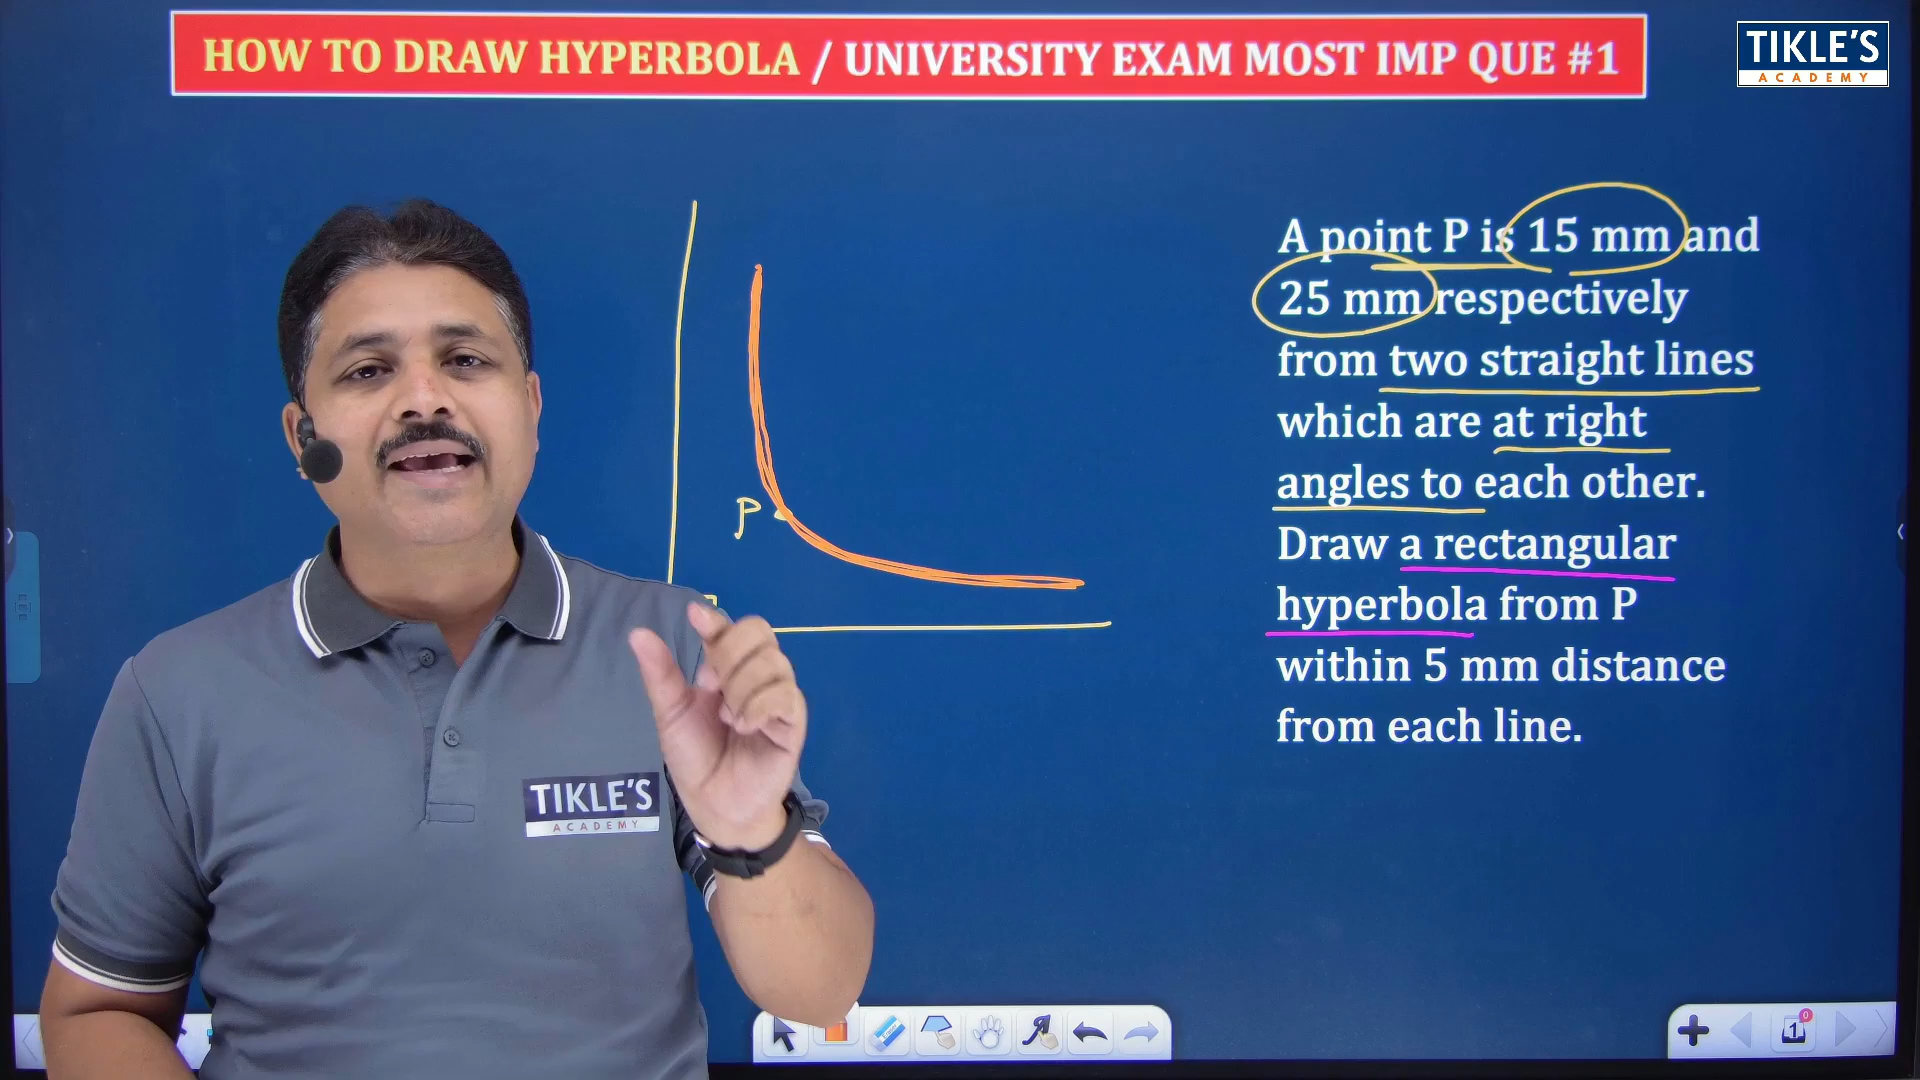 HOW TO DRAW HYPERBOLA / UNIVERSITY EXAM MOST IMP QUE #1
TIKLE'S
ACADEMY
A point P is 15 mm and
25 mm respectively
from two straight lines
which are at right
angles to each other.
Draw a rectangular
hyperbola from P
within 5 mm distance
from each line.
P
TIKLE'S
ACADEMY
1
0